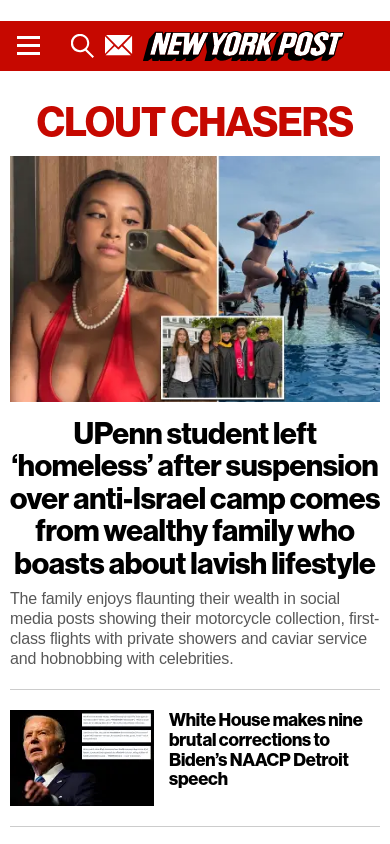 NEW YORK POST
CLOUT CHASERS
UPenn student left
‘homeless’ after suspension
over anti-Israel camp comes
from wealthy family who
boasts about lavish lifestyle
The family enjoys flaunting their wealth in social
media posts showing their motorcycle collection, first-
class flights with private showers and caviar service
and hobnobbing with celebrities.
White House makes nine
brutal corrections to
Biden’s NAACP Detroit
speech